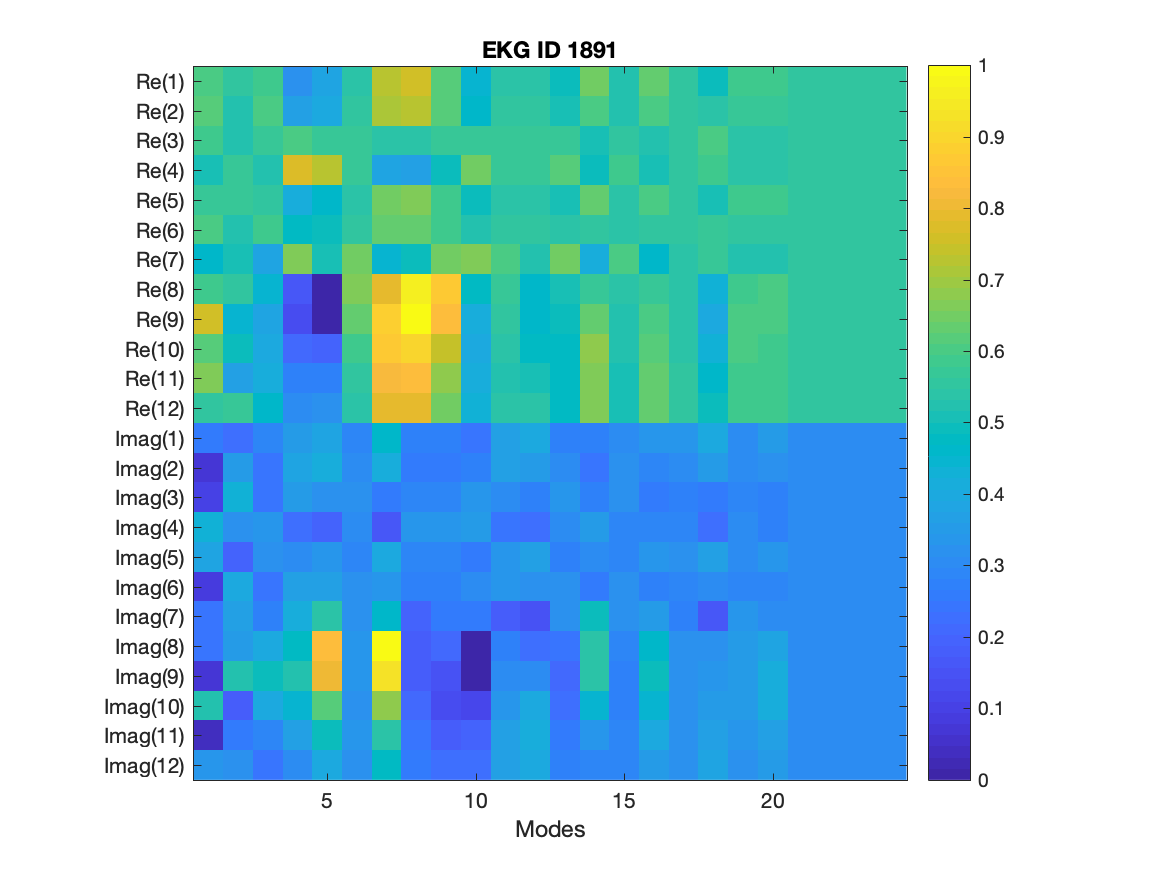 EKG ID 1891
Re(1)
Re(2)
Re(3)
Re(4)
Re(5)
Re(6)
Re(7)
Re(8)
Re(9)
Re(10)
Re(11)
Re(12)
Imag(1)
Imag(2)
Imag(3)
Imag(4)
Imag(5)
Imag(6)
Imag(7)
Imag(8)
Imag(9)
Imag(10)
Imag(11)
Imag(12)
5 10 15 20
Modes
1
0.9
0.8
0.7
0.6
0.5
0.4
0.3
0.2
0.1
0